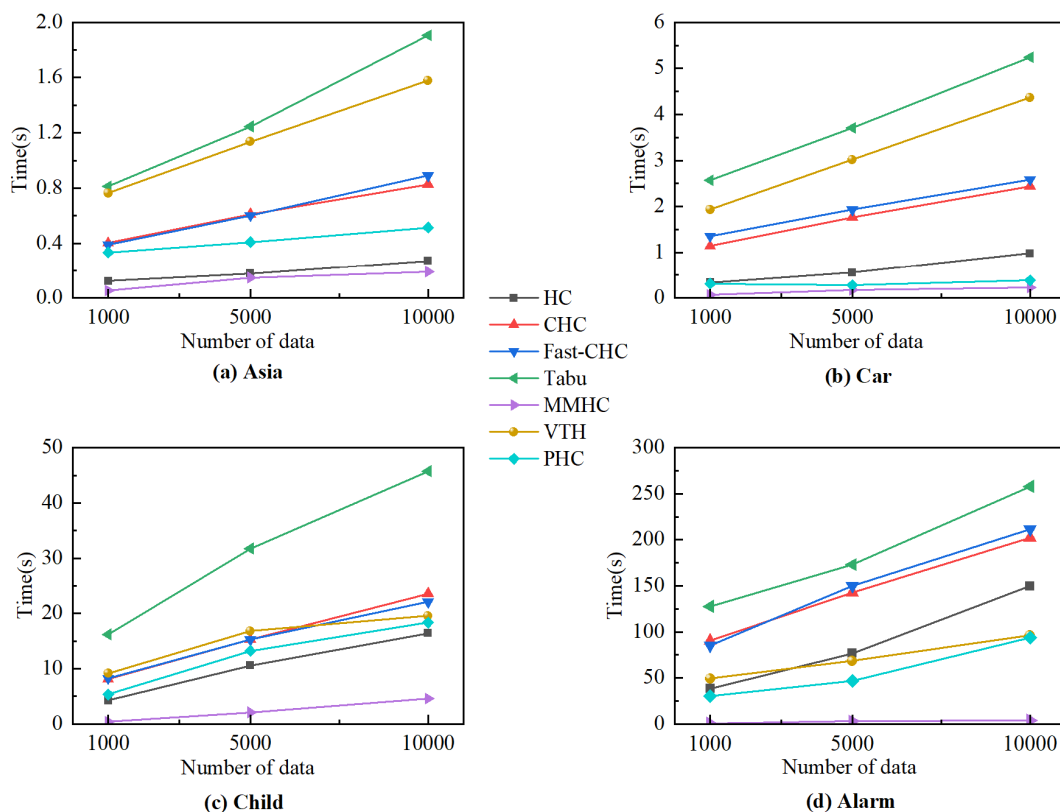 2.0
1.6
1.2
0.8
0.4
0.0
Time(s)
1000 5000 10000
Number of data
(a) Asia
6
5
4
3
2
1
0
Time(s)
1000 5000 10000
Number of data
(b) Car
HC
CHC
Fast-CHC
Tabu
MMHC
VTH
PHC
50
40
30
20
10
0
Time(s)
1000 5000 10000
Number of data
(c) Child
300
250
200
150
100
50
0
Time(s)
1000 5000 10000
Number of data
(d) Alarm